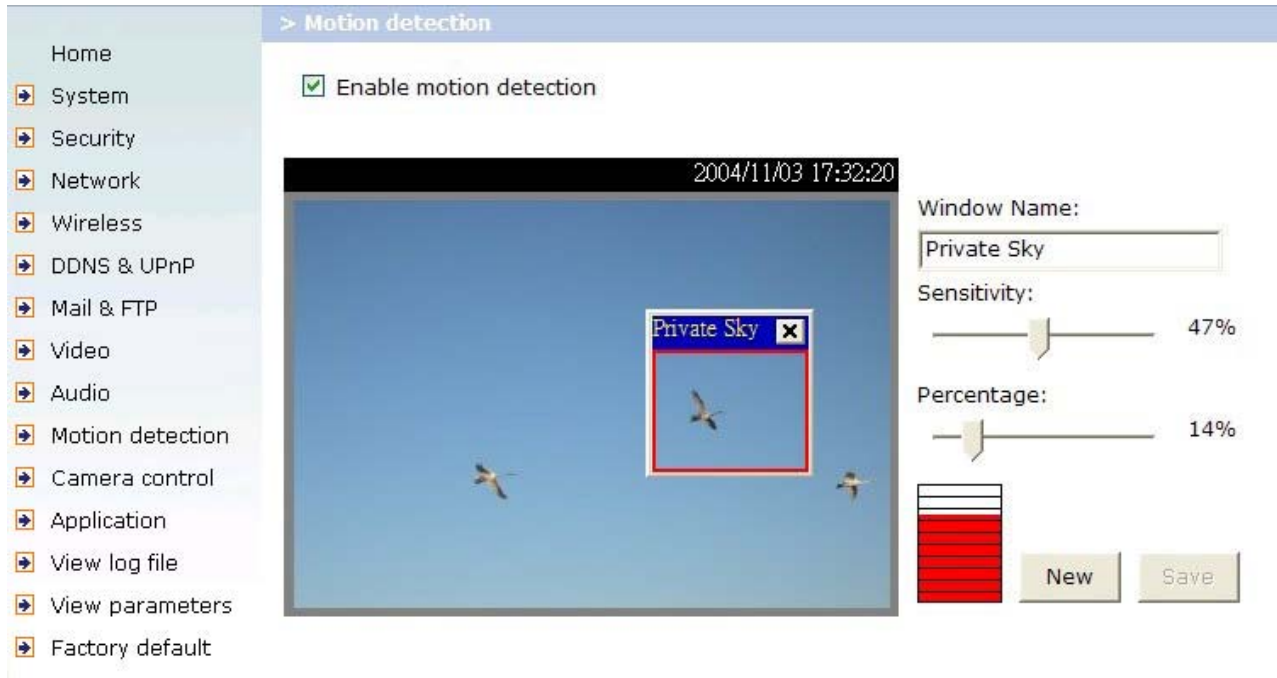 > Motion detection
Home
System
Security
Network
Wireless
DDNS & UPnP
Mail & FTP
Video
Audio
Motion detection
Camera control
Application
View log file
View parameters
Factory default
Enable motion detection
2004/11/03 17:32:20
Private Sky
Window Name:
Private Sky
Sensitivity:
47%
Percentage:
14%
New
Save